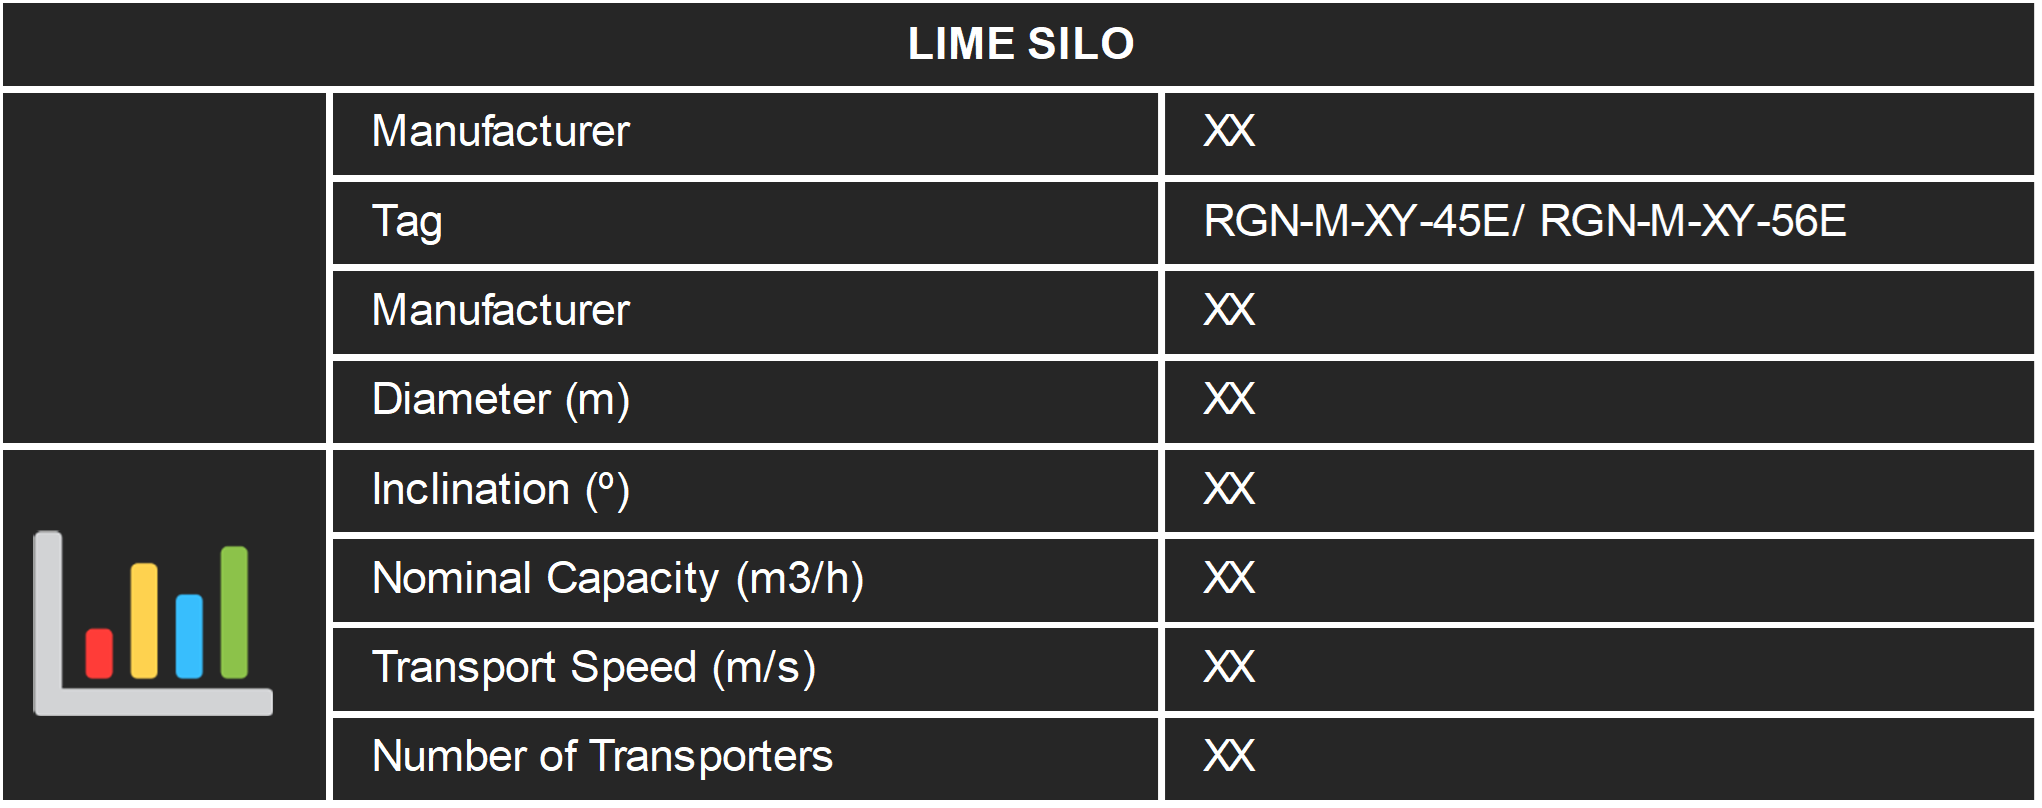 LIME SILO
Manufacturer XX
Tag RGN-M-XY-45E/ RGN-M-XY-56E
Manufacturer XX
Diameter (m) XX
Inclination (º) XX
Nominal Capacity (m3/h) XX
Transport Speed (m/s) XX
Number of Transporters XX